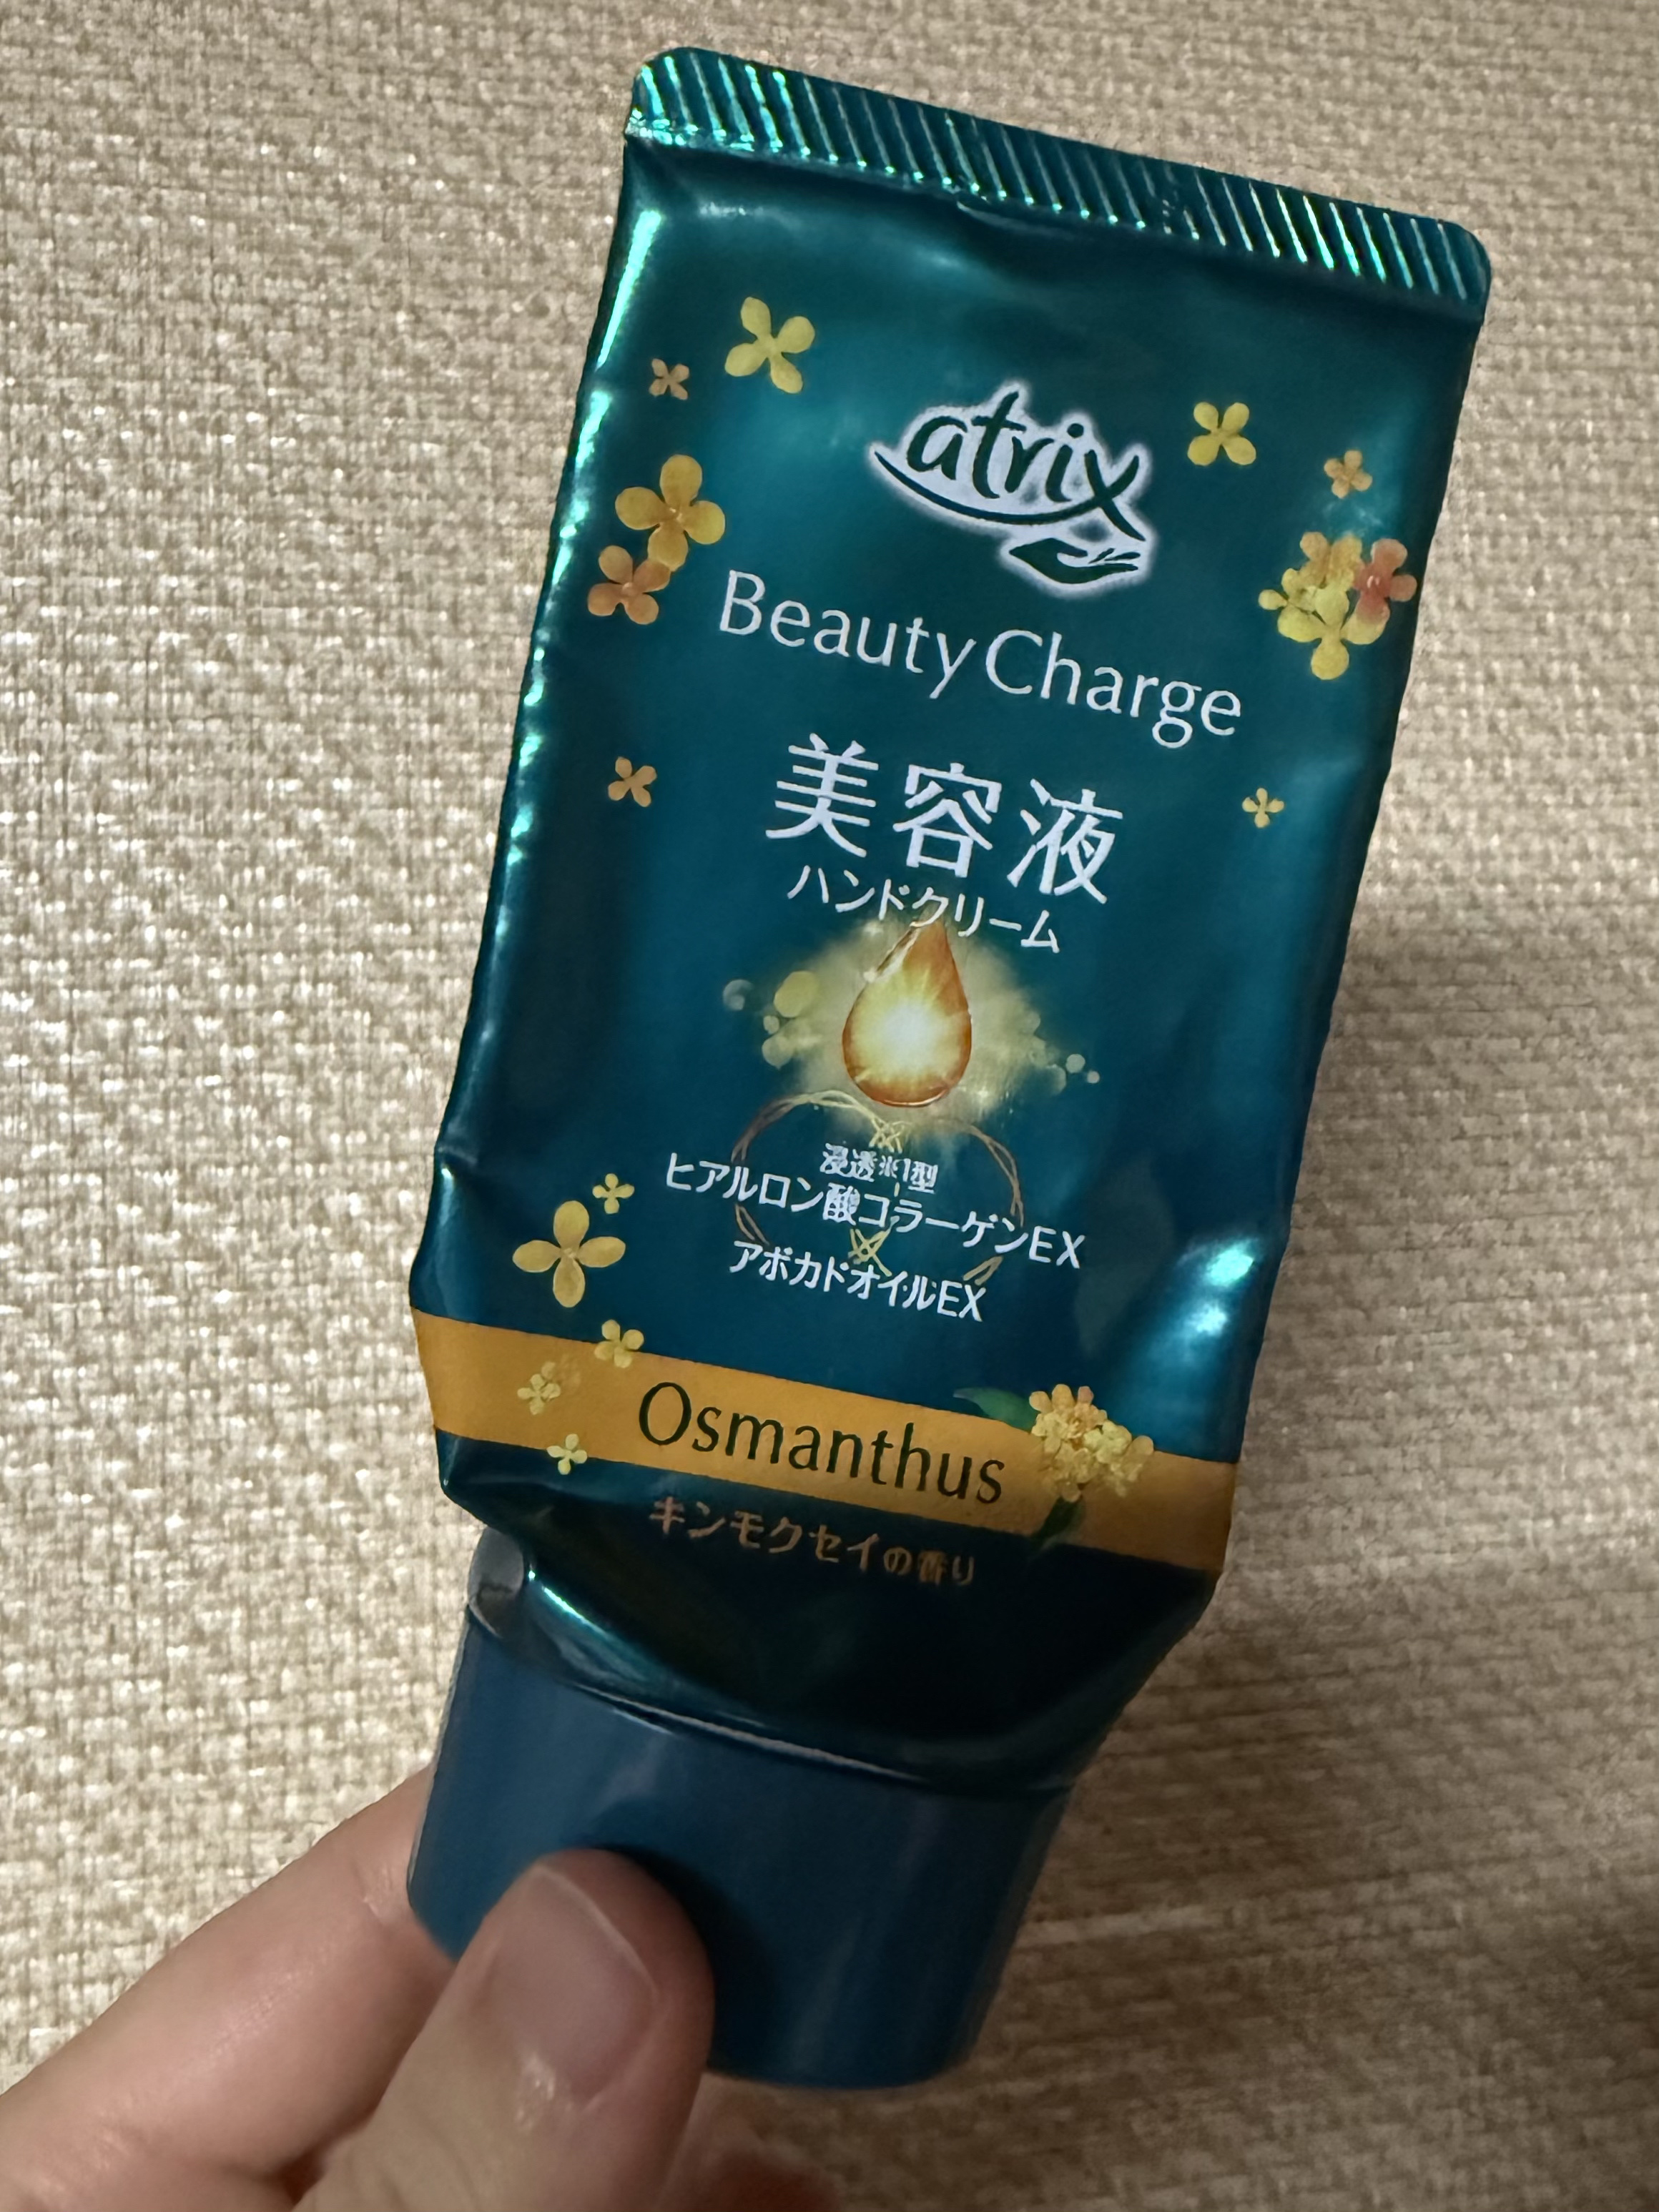 atrix
Beauty Charge
美容液
ハンドクリーム
浸透※1型
ヒアルロン酸コラーゲンEX
アボカドオイルEX
Osmanthus
キンモクセイの香り